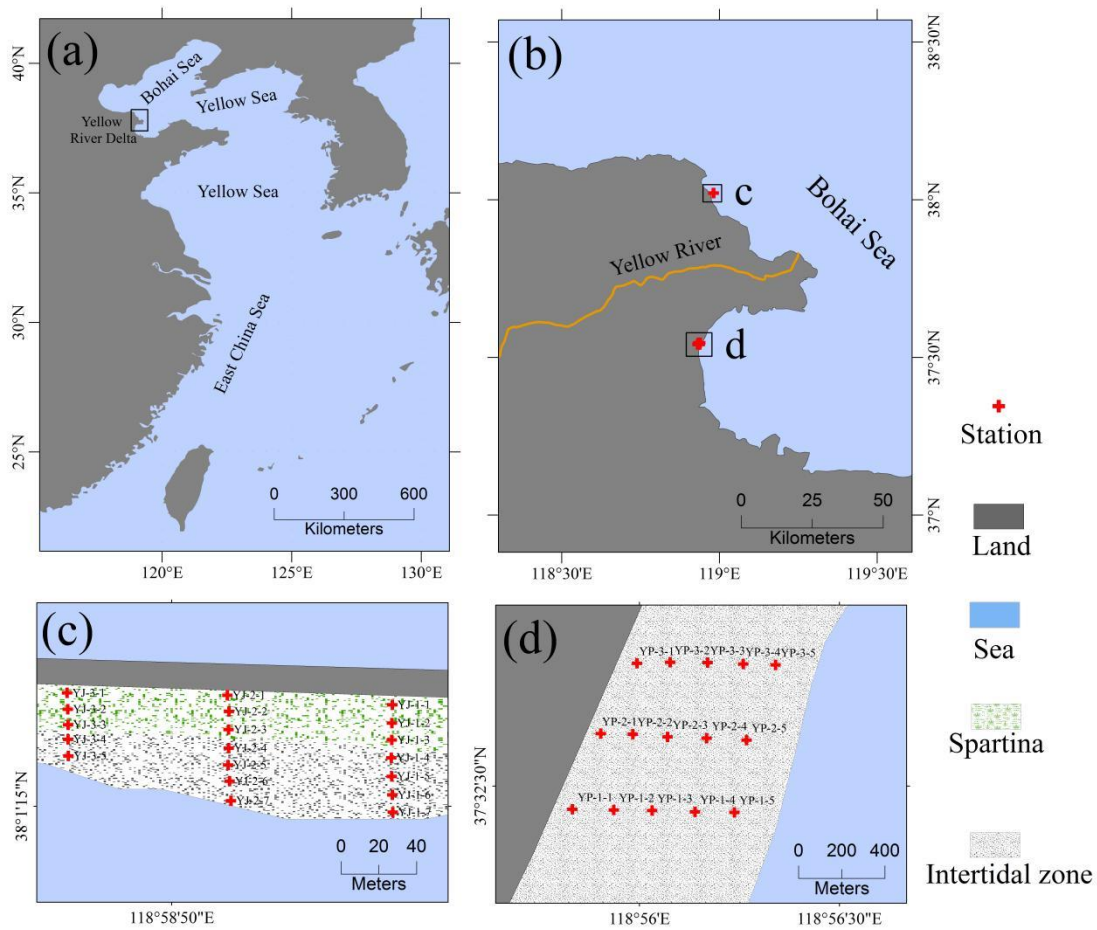 (a)
40°N
35°N
30°N
25°N
120°E
125°E
130°E
Bohai Sea
Yellow Sea
Yellow
River Delta
Yellow Sea
East China Sea
0 300 600
Kilometers
(b)
38°30'N
38°N
37°30'N
37°N
118°30'E
119°E
119°30'E
c
Bohai Sea
Yellow River
d
0 25 50
Kilometers
Station
Land
Sea
Spartina
Intertidal zone
(c)
YJ-3-1
YJ-3-2
YJ-3-3
YJ-3-4
YJ-3-5
YJ-2-1
YJ-2-2
YJ-2-3
YJ-2-4
YJ-2-5
YJ-2-6
YJ-2-7
YJ-1-1
YJ-1-2
YJ-1-3
YJ-1-4
YJ-1-5
YJ-1-6
YJ-1-7
38°1'15"N
118°58'50"E
0 20 40
Meters
(d)
YP-3-1 YP-3-2 YP-3-3 YP-3-4 YP-3-5
YP-2-1 YP-2-2 YP-2-3 YP-2-4 YP-2-5
YP-1-1 YP-1-2 YP-1-3 YP-1-4 YP-1-5
37°32'30"N
118°56'E
118°56'30"E
0 200 400
Meters